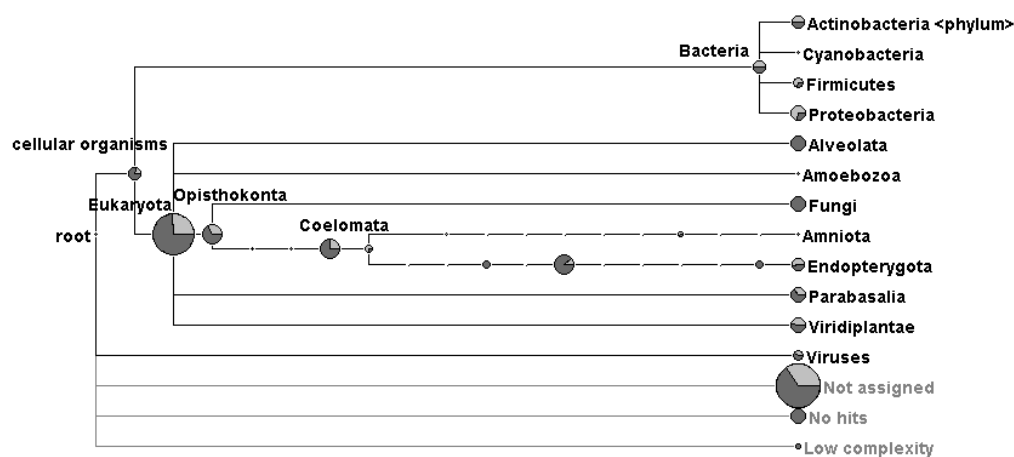 Actinobacteria <phylum>
Bacteria
Cyanobacteria
Firmicutes
Proteobacteria
cellular organisms
Alveolata
Amoebozoa
Opisthokonta
Eukaryota
Fungi
Coelomata
root
Amniota
Endopterygota
Parabasalia
Viridiplantae
Viruses
Not assigned
No hits
Low complexity